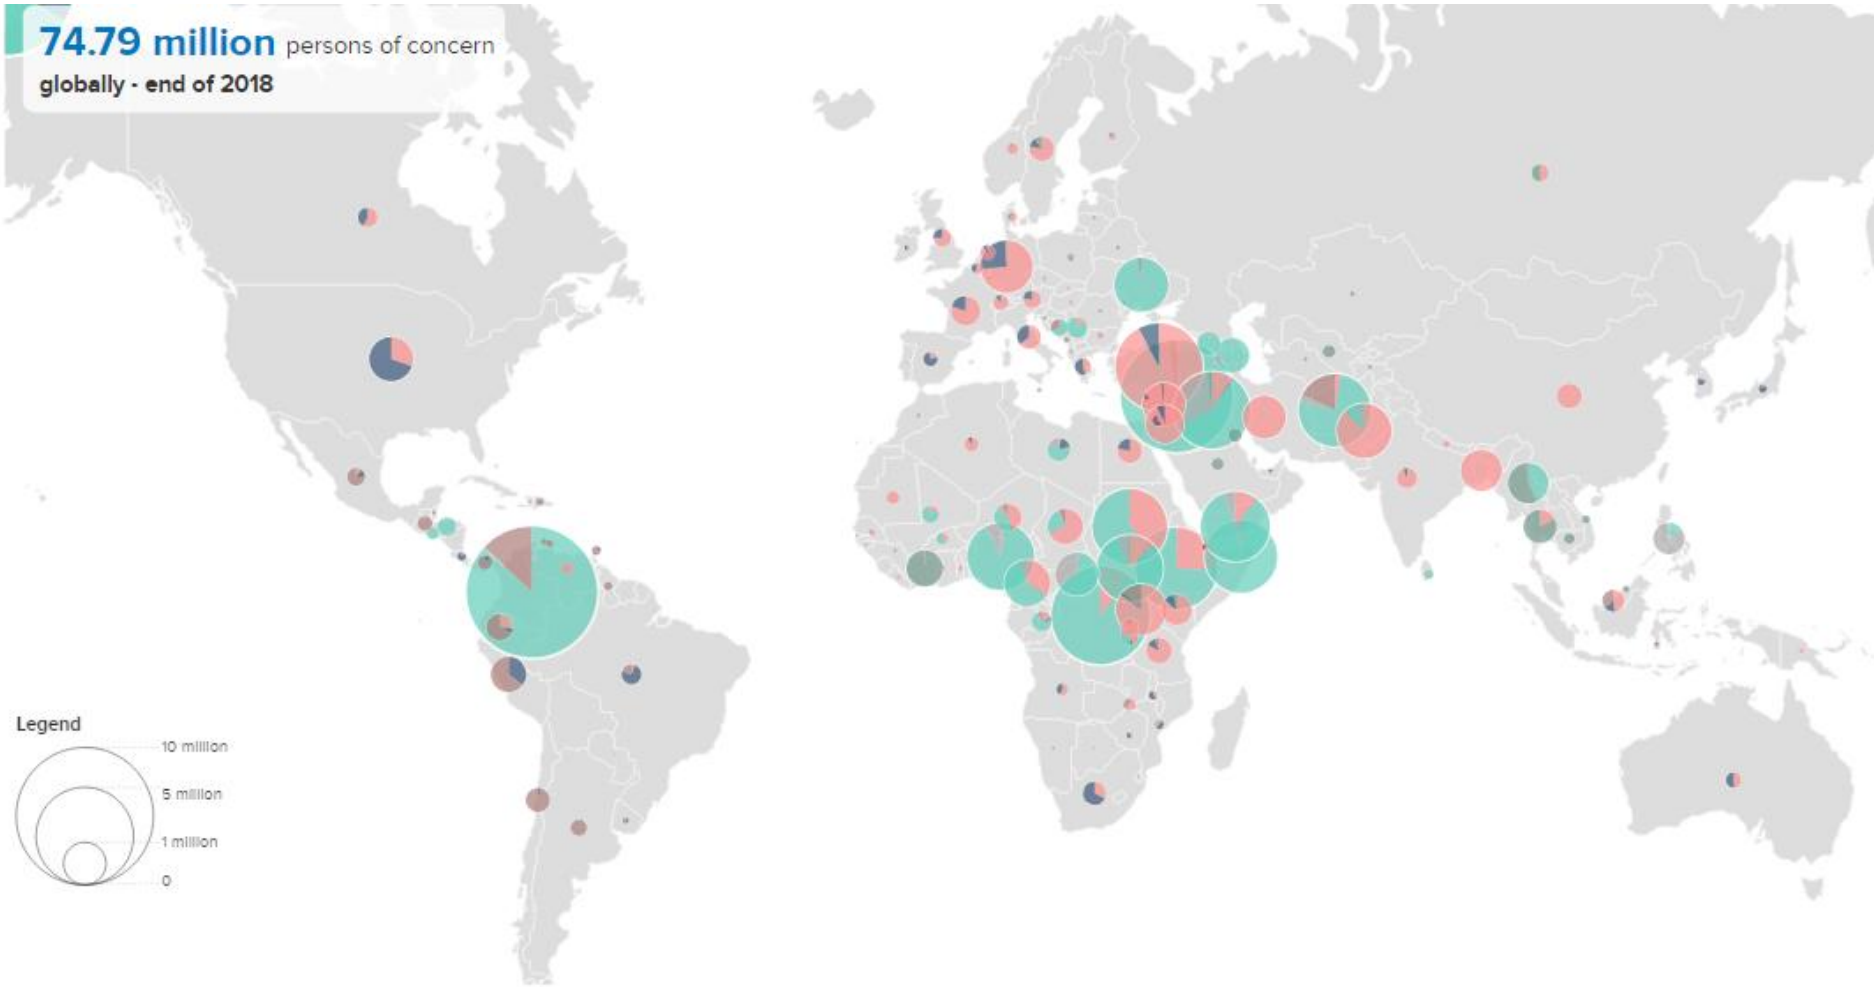 74.79 million persons of concern
globally - end of 2018
Legend
10 million
5 million
1 million
0